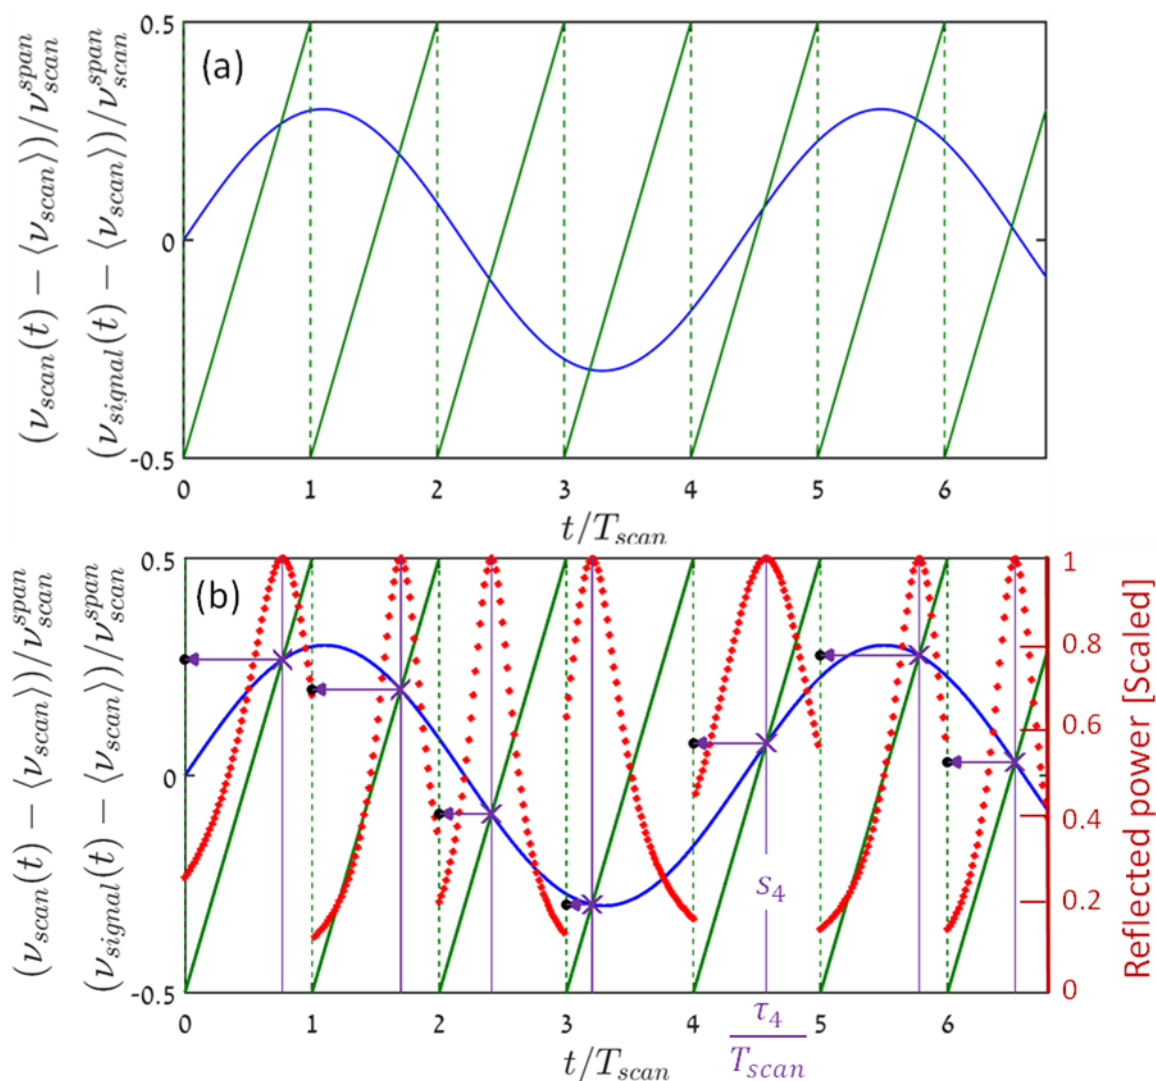 (ν_scan(t) − ⟨ν_scan⟩)/ν_scan^span
(ν_signal(t) − ⟨ν_scan⟩)/ν_scan^span
(a)
0.5
0
-0.5
0 1 2 3 4 5 6
t/T_scan
(ν_scan(t) − ⟨ν_scan⟩)/ν_scan^span
(ν_signal(t) − ⟨ν_scan⟩)/ν_scan^span
(b)
0.5
0
-0.5
s_4
1
0.8
0.6
0.4
0.2
0
Reflected power [Scaled]
0 1 2 3 4 5 6
τ_4/T_scan
t/T_scan